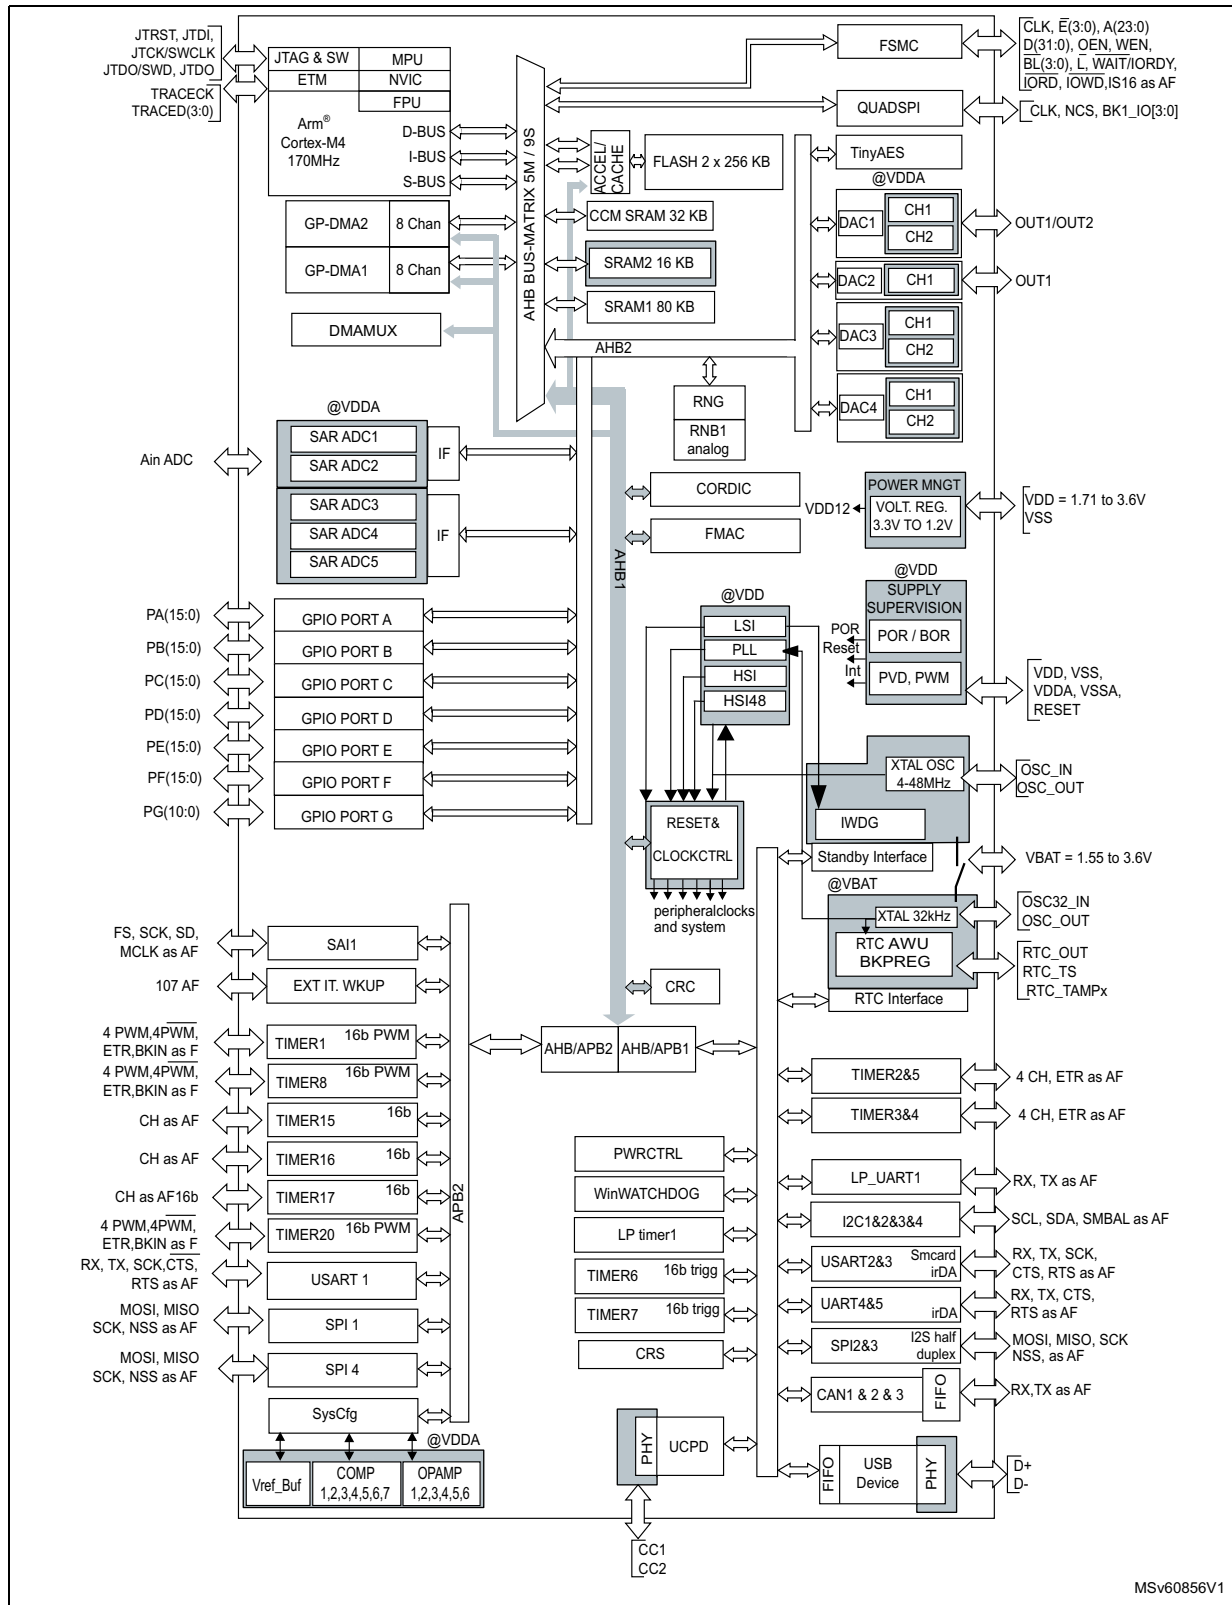 JTRST, JTDI,
JTCK/SWCLK
JTDO/SWD, JTDO
TRACECK
TRACED(3:0)
JTAG & SW
MPU
ETM
NVIC
FPU
Arm®
Cortex-M4
170MHz
D-BUS
I-BUS
S-BUS
GP-DMA2
8 Chan
GP-DMA1
8 Chan
DMAMUX
AHB BUS-MATRIX 5M / 9S
ACCEL/
CACHE
FLASH 2 x 256 KB
CCM SRAM 32 KB
SRAM2 16 KB
SRAM1 80 KB
AHB2
RNG
RNB1
analog
FSMC
CLK, E(3:0), A(23:0)
D(31:0), OEN, WEN,
BL(3:0), L, WAIT/IORDY,
IORD, IOWD,IS16 as AF
QUADSPI
CLK, NCS, BK1_IO[3:0]
TinyAES
@VDDA
DAC1
CH1
CH2
OUT1/OUT2
DAC2
CH1
OUT1
DAC3
CH1
CH2
DAC4
CH1
CH2
@VDDA
Ain ADC
SAR ADC1
SAR ADC2
IF
SAR ADC3
SAR ADC4
SAR ADC5
IF
CORDIC
FMAC
AHB1
POWER MNGT
VDD12
VOLT. REG.
3.3V TO 1.2V
VDD = 1.71 to 3.6V
VSS
@VDD
SUPPLY
SUPERVISION
POR
Reset
Int
POR / BOR
PVD, PWM
VDD, VSS,
VDDA, VSSA,
RESET
@VDD
LSI
PLL
HSI
HSI48
PA(15:0)
GPIO PORT A
PB(15:0)
GPIO PORT B
PC(15:0)
GPIO PORT C
PD(15:0)
GPIO PORT D
PE(15:0)
GPIO PORT E
PF(15:0)
GPIO PORT F
PG(10:0)
GPIO PORT G
XTAL OSC
4-48MHz
OSC_IN
OSC_OUT
IWDG
Standby Interface
RESET&
CLOCKCTRL
peripheralclocks
and system
VBAT = 1.55 to 3.6V
@VBAT
XTAL 32kHz
OSC32_IN
OSC_OUT
RTC AWU
BKPREG
RTC_OUT
RTC_TS
RTC_TAMPx
RTC Interface
CRC
AHB/APB2
AHB/APB1
FS, SCK, SD,
MCLK as AF
SAI1
107 AF
EXT IT. WKUP
4 PWM,4PWM,
ETR,BKIN as F
TIMER1
16b PWM
4 PWM,4PWM,
ETR,BKIN as F
TIMER8
16b PWM
CH as AF
TIMER15
16b
CH as AF
TIMER16
16b
CH as AF16b
TIMER17
16b
4 PWM,4PWM,
ETR,BKIN as F
TIMER20
16b PWM
RX, TX, SCK,CTS,
RTS as AF
USART 1
MOSI, MISO
SCK, NSS as AF
SPI 1
MOSI, MISO
SCK, NSS as AF
SPI 4
SysCfg
@VDDA
Vref_Buf
COMP
1,2,3,4,5,6,7
OPAMP
1,2,3,4,5,6
APB2
PWRCTRL
WinWATCHDOG
LP timer1
TIMER6
16b trigg
TIMER7
16b trigg
CRS
PHY
UCPD
CC1
CC2
TIMER2&5
4 CH, ETR as AF
TIMER3&4
4 CH, ETR as AF
LP_UART1
RX, TX as AF
I2C1&2&3&4
SCL, SDA, SMBAL as AF
USART2&3
Smcard
irDA
RX, TX, SCK,
CTS, RTS as AF
UART4&5
irDA
RX, TX, CTS,
RTS as AF
SPI2&3
I2S half
duplex
MOSI, MISO, SCK
NSS, as AF
CAN1 & 2 & 3
FIFO
RX,TX as AF
FIFO
USB
Device
PHY
D+
D-
MSv60856V1